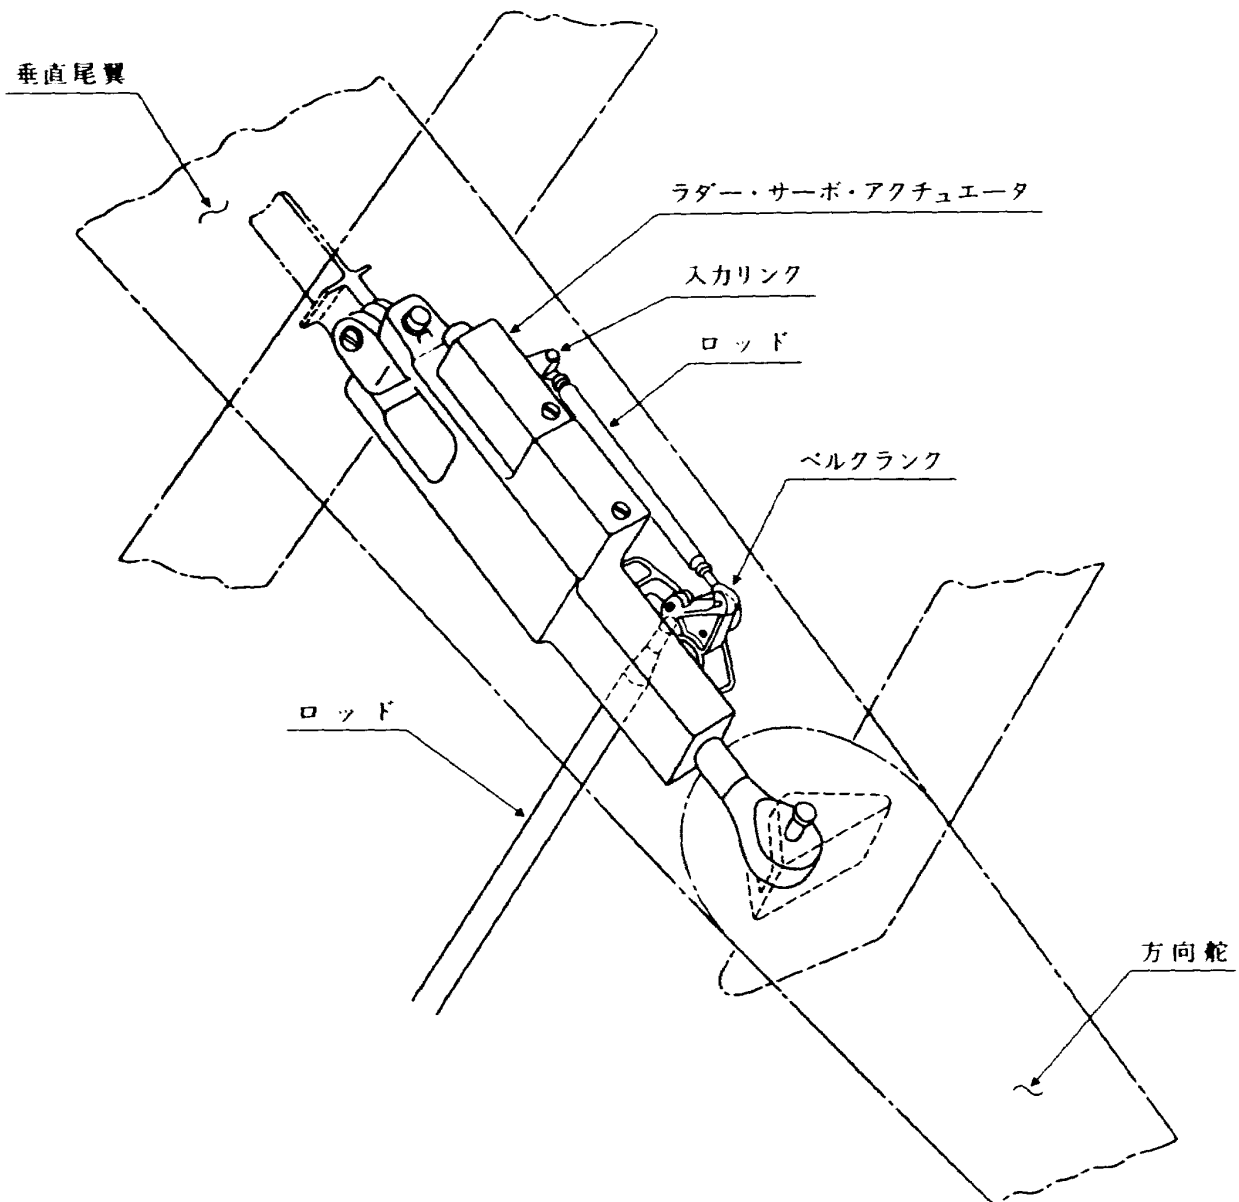 垂直尾翼
ラダー・サーボ・アクチュエータ
入力リンク
ロッド
ベルクランク
ロッド
方向舵